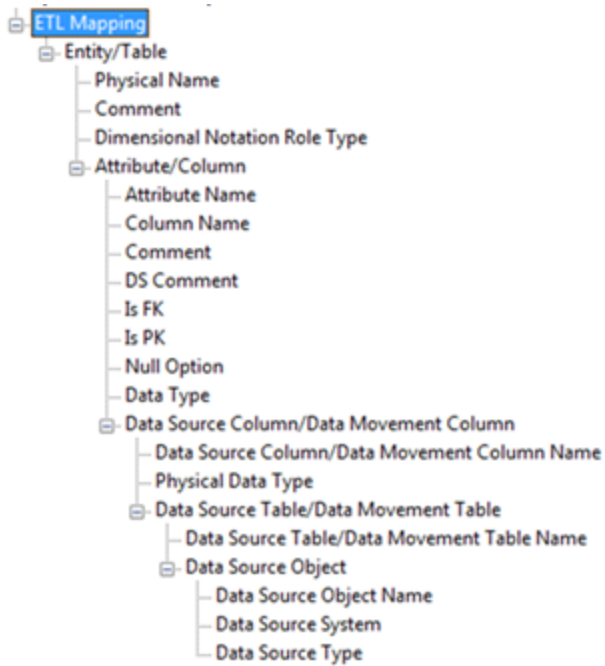 ETL Mapping
Entity/Table
Physical Name
Comment
Dimensional Notation Role Type
Attribute/Column
Attribute Name
Column Name
Comment
DS Comment
Is FK
Is PK
Null Option
Data Type
Data Source Column/Data Movement Column
Data Source Column/Data Movement Column Name
Physical Data Type
Data Source Table/Data Movement Table
Data Source Table/Data Movement Table Name
Data Source Object
Data Source Object Name
Data Source System
Data Source Type